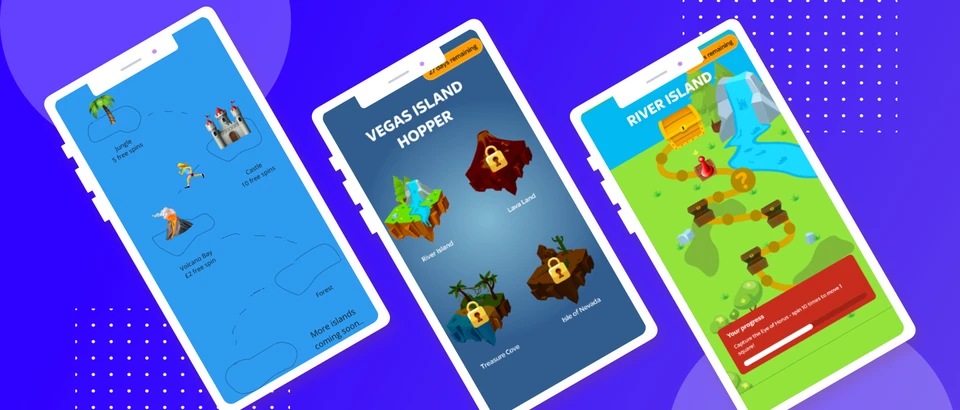 Jungle
5 free spins
Castle
10 free spins
Volcano Bay
£2 free spin
Forest
More islands
coming soon..
27 days remaining
VEGAS ISLAND
HOPPER
Lava Land
River Island
Isle of Nevada
Treasure Cove
days remaining
RIVER ISLAND
?
Your progress
Capture the Eye of Horus - spin 10 times to move 1
square!